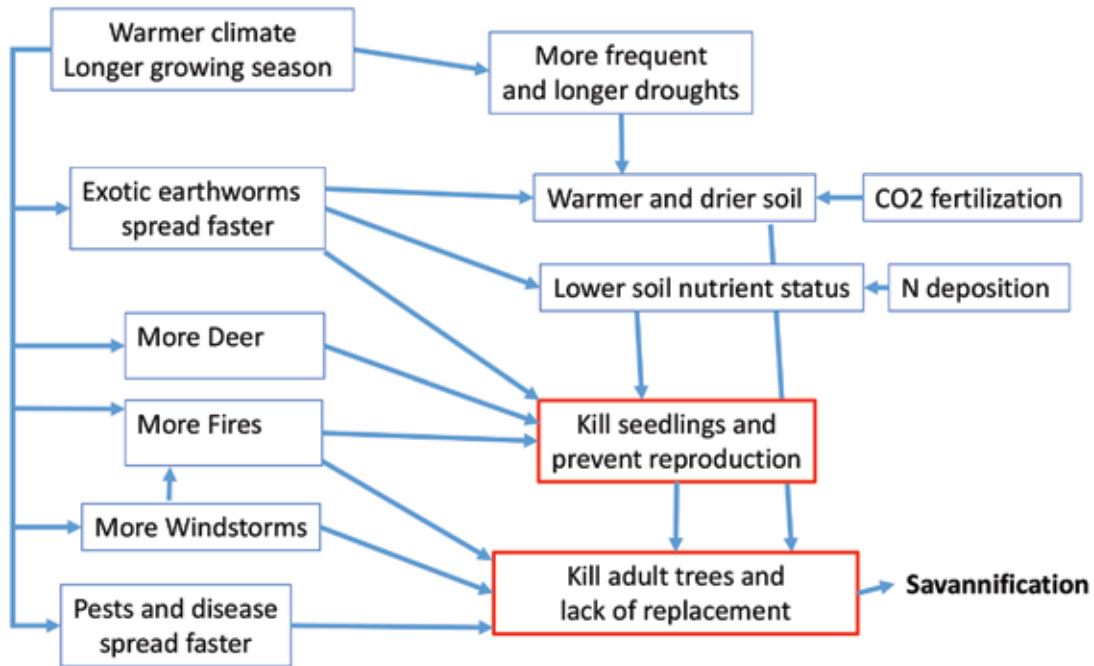 Warmer climate
Longer growing season
More frequent
and longer droughts
Exotic earthworms
spread faster
Warmer and drier soil
CO2 fertilization
Lower soil nutrient status
N deposition
More Deer
More Fires
Kill seedlings and
prevent reproduction
More Windstorms
Kill adult trees and
lack of replacement
Savannification
Pests and disease
spread faster